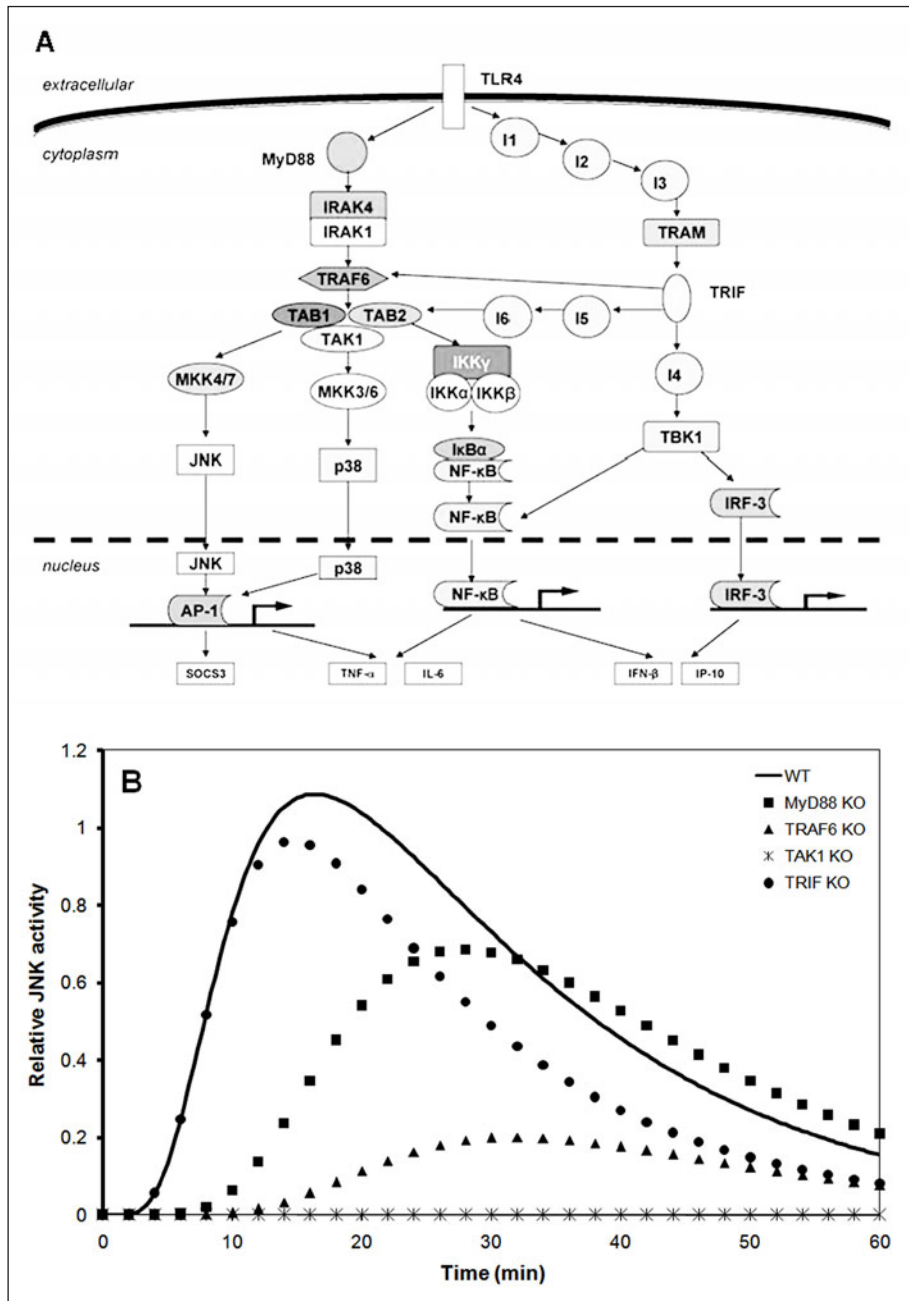 A
extracellular
TLR4
cytoplasm
MyD88
I1
I2
I3
IRAK4
IRAK1
TRAM
TRAF6
TRIF
TAB1
TAB2
I6
I5
TAK1
IKKγ
MKK4/7
MKK3/6
IKKα
IKKβ
I4
TBK1
JNK
p38
IκBα
NF-κB
IRF-3
NF-κB
nucleus
JNK
p38
AP-1
NF-κB
IRF-3
SOCS3
TNF-α
IL-6
IFN-β
IP-10
B
WT
MyD88 KO
TRAF6 KO
TAK1 KO
TRIF KO
Relative JNK activity
1.2
1
0.8
0.6
0.4
0.2
0
0
10
20
30
40
50
60
Time (min)